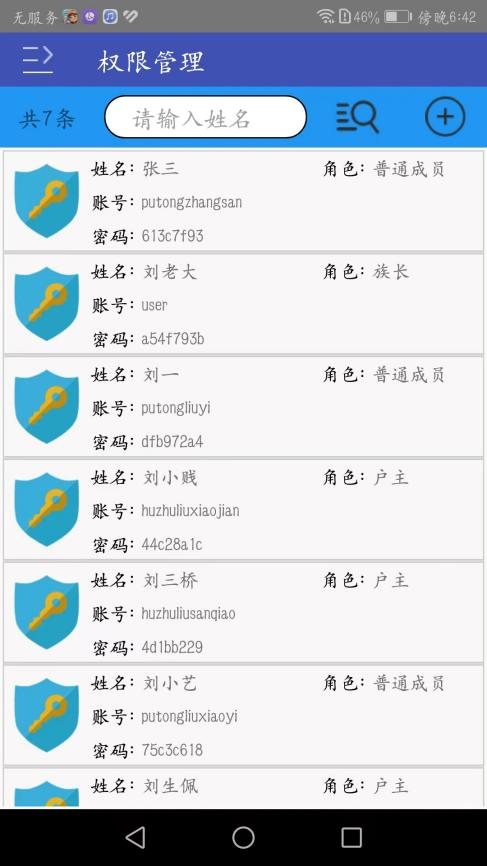 无服务 46% 傍晚6:42
权限管理
共7条 请输入姓名
姓名: 张三 角色: 普通成员
账号: putongzhangsan
密码: 613c7f93
姓名: 刘老大 角色: 族长
账号: user
密码: a54f793b
姓名: 刘一 角色: 普通成员
账号: putongliuyi
密码: dfb972a4
姓名: 刘小贱 角色: 户主
账号: huzhuliuxiaojian
密码: 44c28a1c
姓名: 刘三桥 角色: 户主
账号: huzhuliusanqiao
密码: 4d1bb229
姓名: 刘小艺 角色: 普通成员
账号: putongliuxiaoyi
密码: 75c3c618
姓名: 刘生佩 角色: 户主